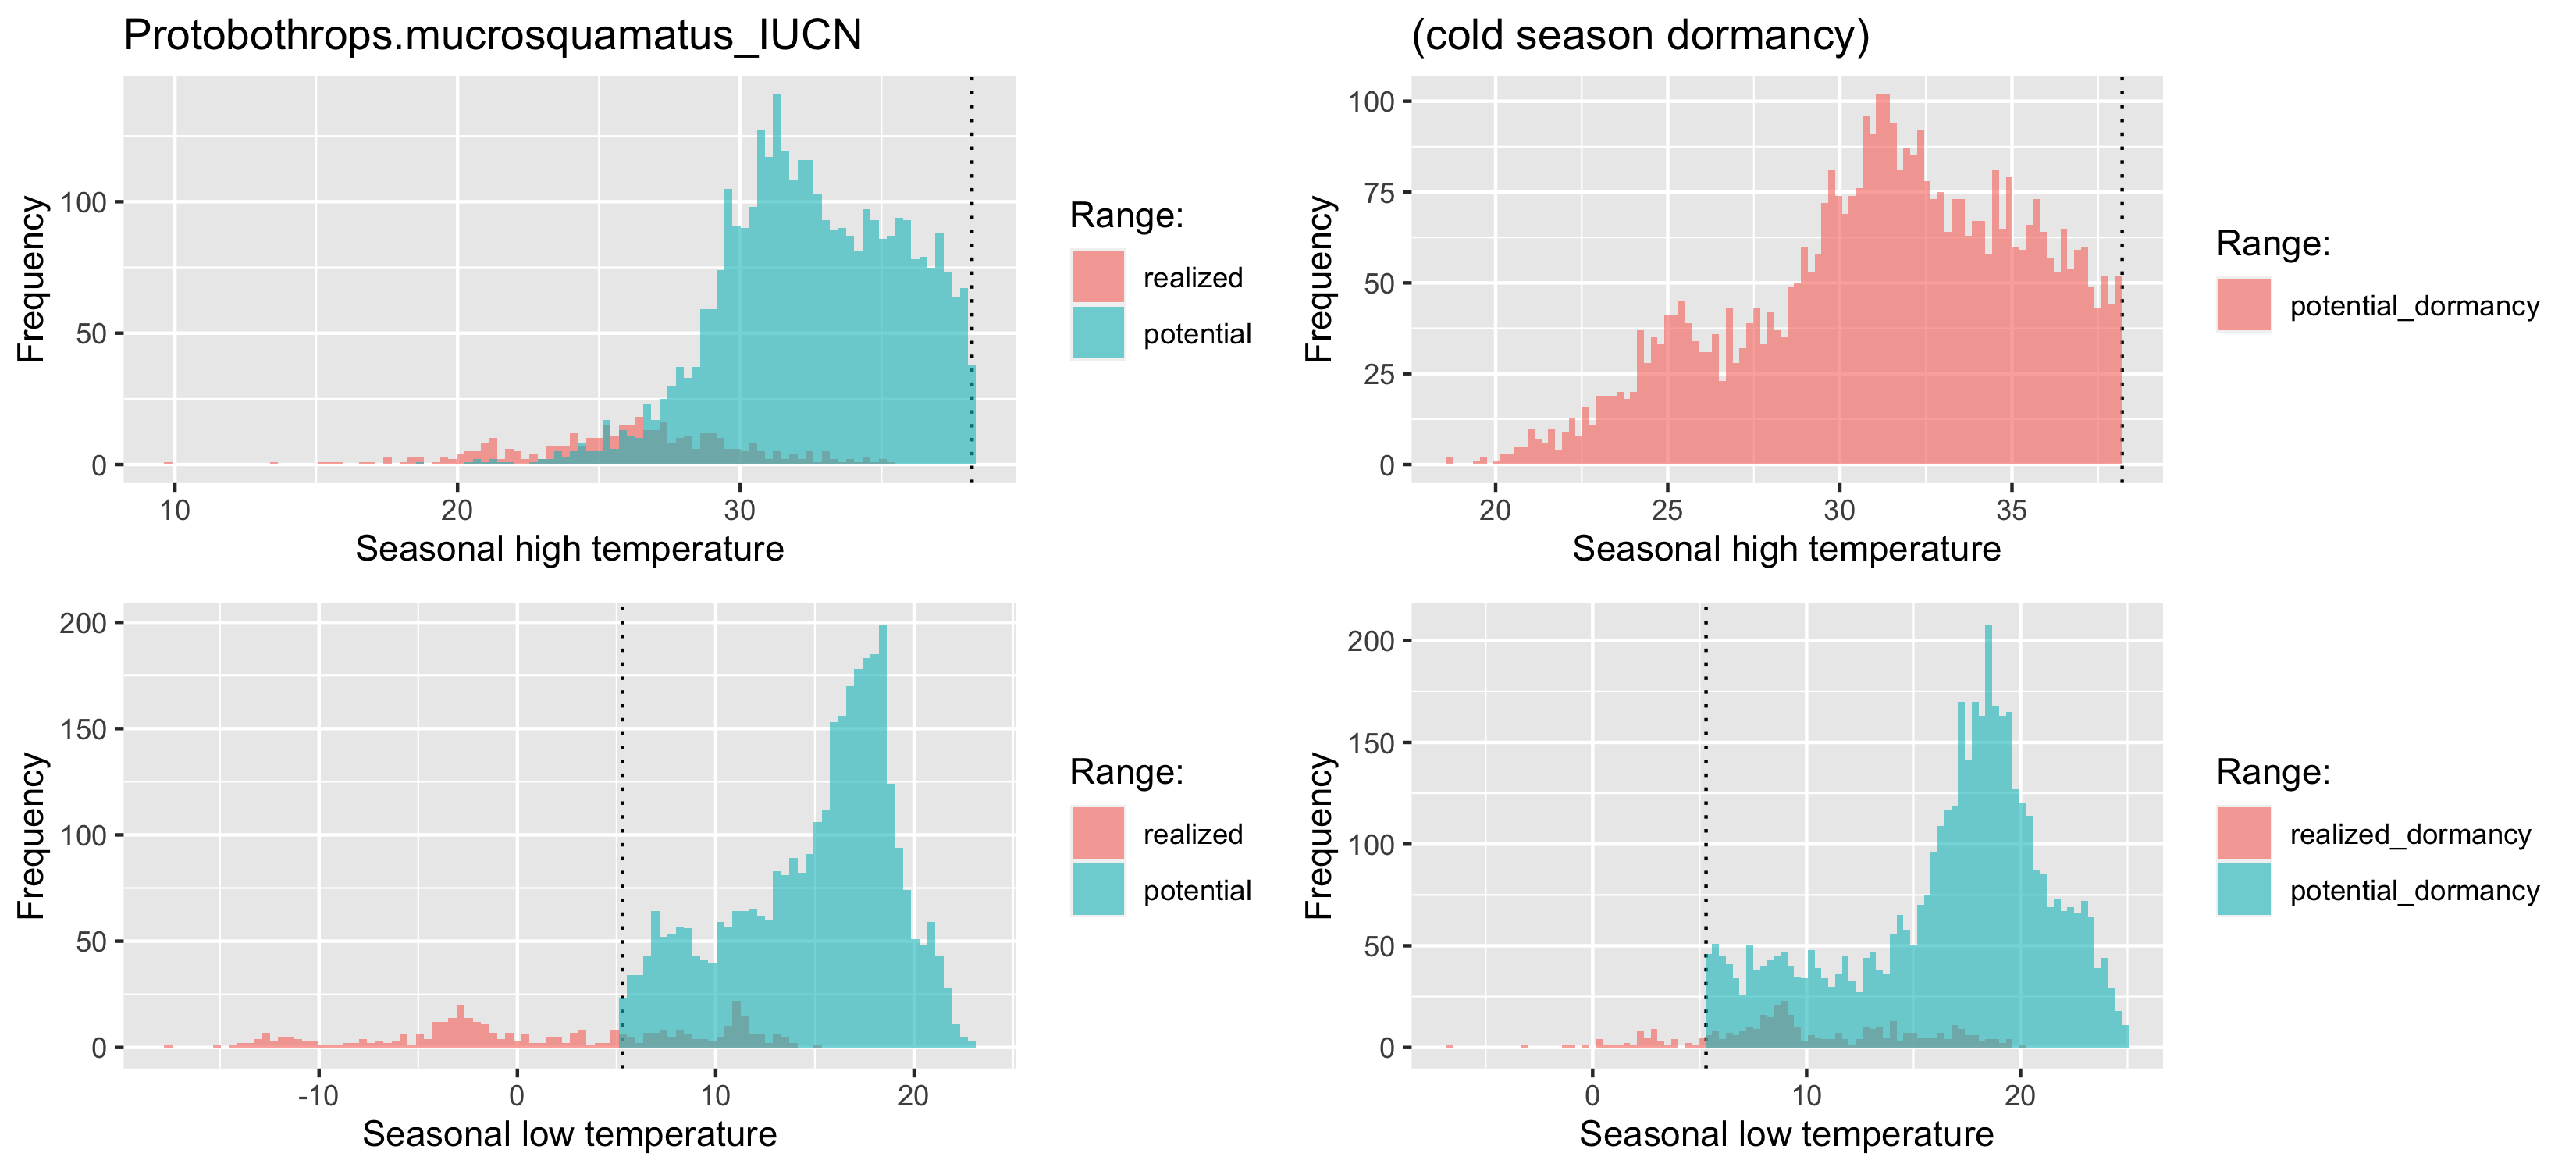 Protobothrops.mucrosquamatus_IUCN
Frequency
100
50
0
10 20 30
Seasonal high temperature
Range:
realized
potential
(cold season dormancy)
Frequency
100
75
50
25
0
20 25 30 35
Seasonal high temperature
Range:
potential_dormancy
Frequency
200
150
100
50
0
-10 0 10 20
Seasonal low temperature
Range:
realized
potential
Frequency
200
150
100
50
0
0 10 20
Seasonal low temperature
Range:
realized_dormancy
potential_dormancy